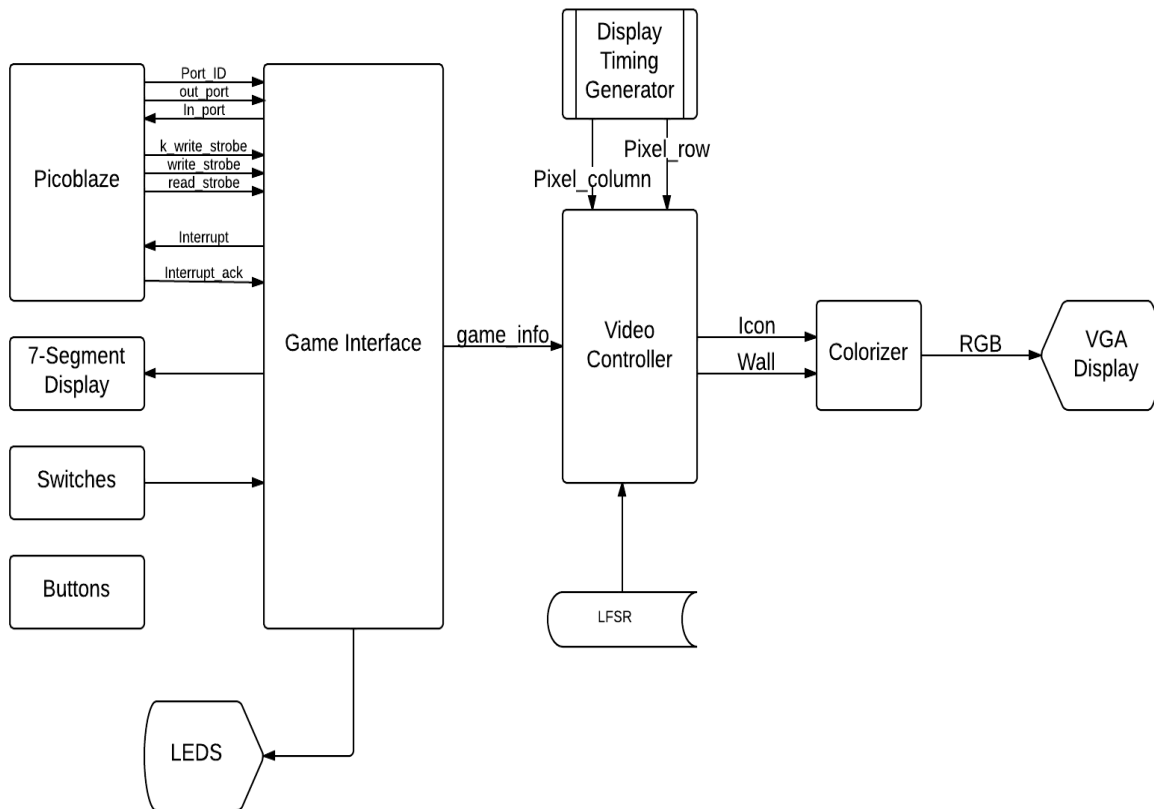 Display
Timing
Generator
Port_ID
out_port
In_port
k_write_strobe
write_strobe
read_strobe
Picoblaze
Interrupt
Interrupt_ack
Pixel_row
Pixel_column
7-Segment
Display
Game Interface
game_info
Video
Controller
Icon
Wall
Colorizer
RGB
VGA
Display
Switches
Buttons
LFSR
LEDS